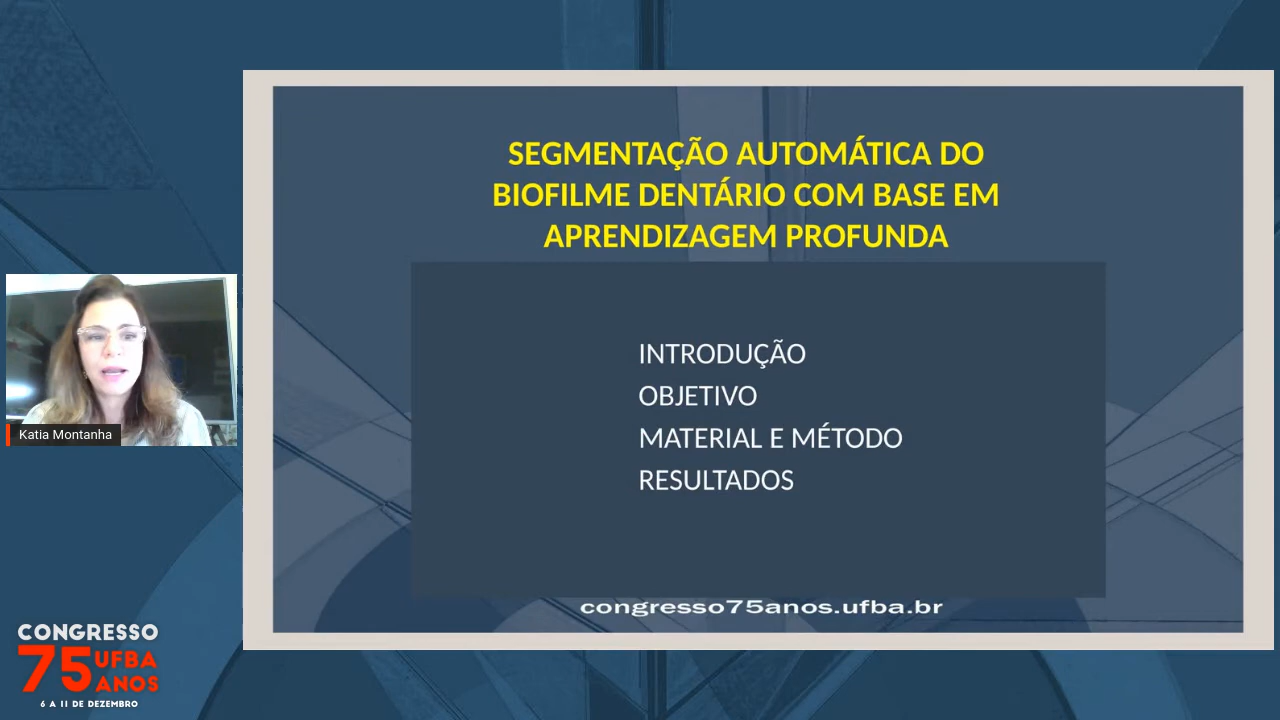 SEGMENTAÇÃO AUTOMÁTICA DO
BIOFILME DENTÁRIO COM BASE EM
APRENDIZAGEM PROFUNDA
INTRODUÇÃO
OBJETIVO
MATERIAL E MÉTODO
RESULTADOS
congresso75anos.ufba.br
Katia Montanha
CONGRESSO
75 UFBA
ANOS
6 A 11 DE DEZEMBRO